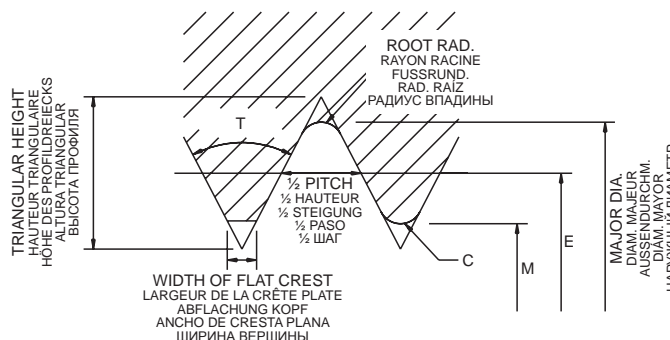 TRIANGULAR HEIGHT
HAUTEUR TRIANGULAIRE
HÖHE DES PROFILDREIECKS
ALTURA TRIANGULAR
ВЫСОТА ПРОФИЛЯ
T
ROOT RAD.
RAYON RACINE
FUSSRUND.
RAD. RAÍZ
РАДИУС ВПАДИНЫ
½ PITCH
½ HAUTEUR
½ STEIGUNG
½ PASO
½ ШАГ
WIDTH OF FLAT CREST
LARGEUR DE LA CRÊTE PLATE
ABFLACHUNG KOPF
ANCHO DE CRESTA PLANA
ШИРИНА ВЕРШИНЫ
C
M
E
MAJOR DIA.
DIAM. MAJEUR
AUSSENDURCHM.
DIÁM. MAYOR